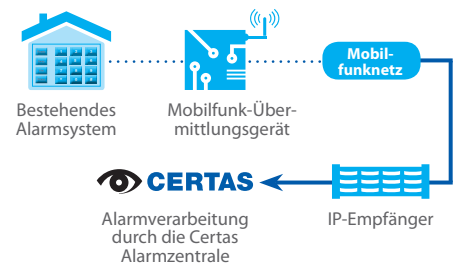 Mobil-
funknetz
Bestehendes
Alarmsystem
Mobilfunk-Über-
mittlungsgerät
CERTAS
Alarmverarbeitung
durch die Certas
Alarmzentrale
IP-Empfänger